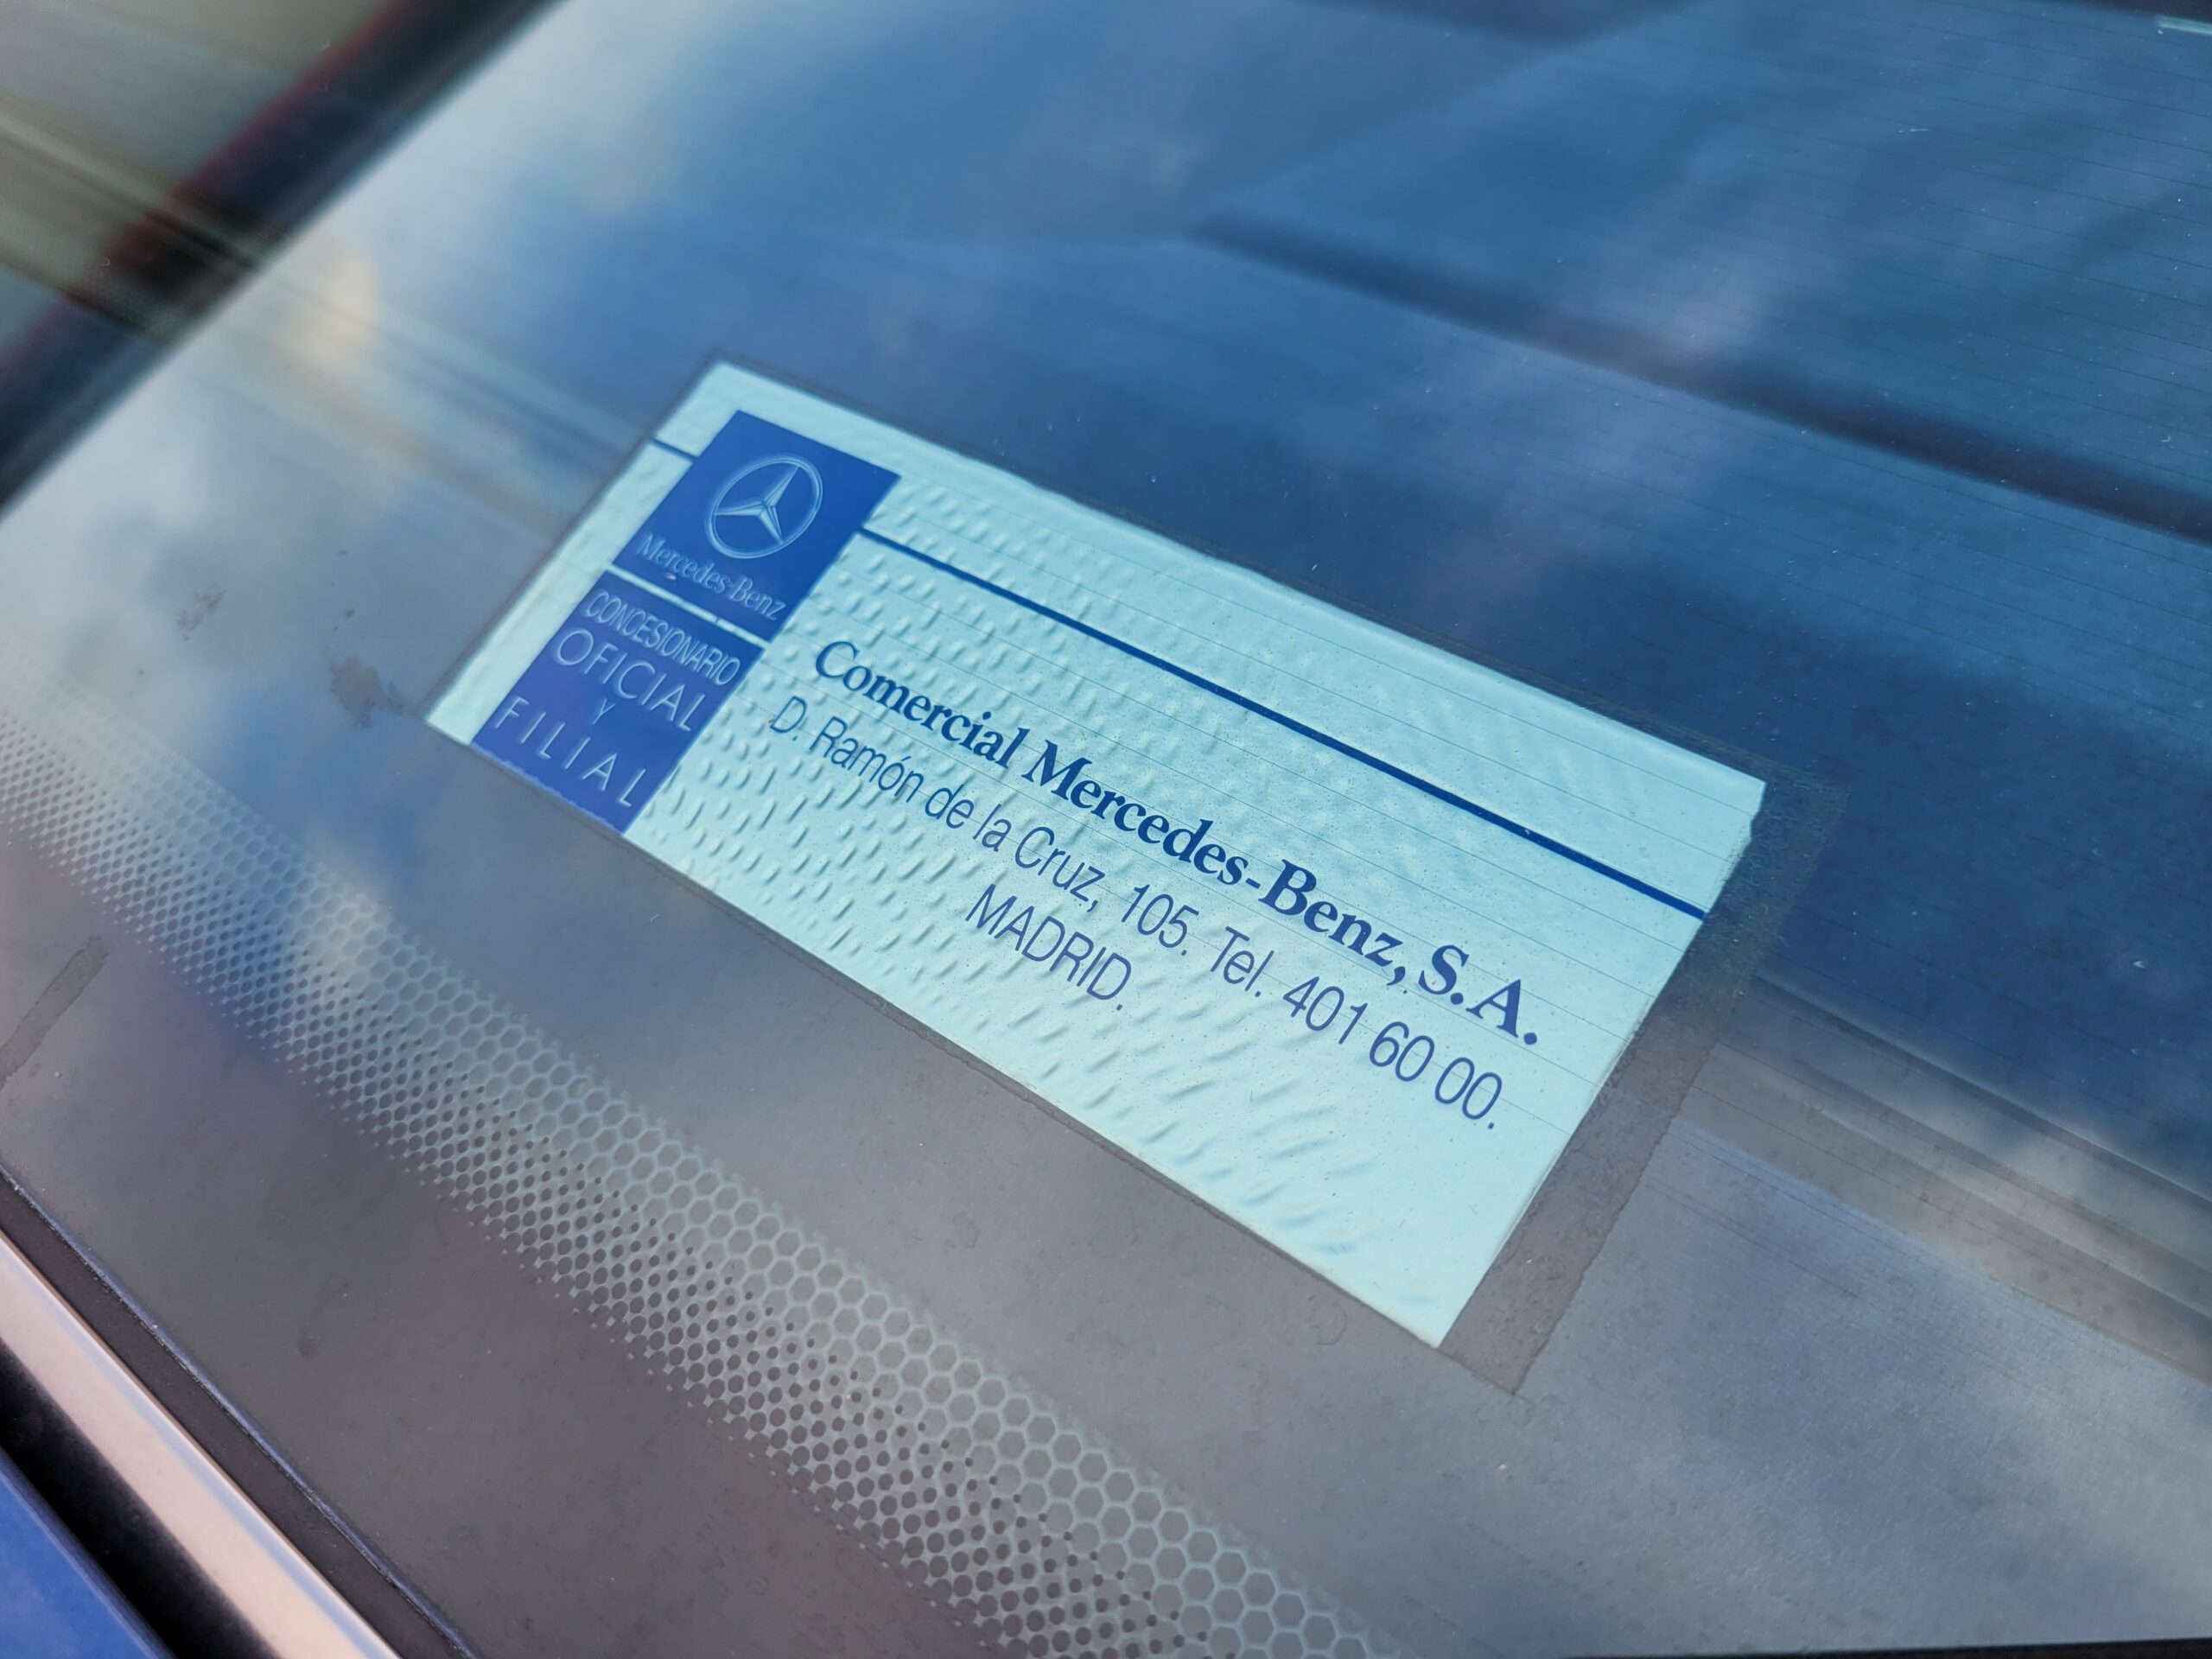 Mercedes-Benz
CONCESIONARIO
OFICIAL
Y
FILIAL
Comercial Mercedes-Benz, S.A.
D. Ramón de la Cruz, 105. Tel. 401 60 00.
MADRID.